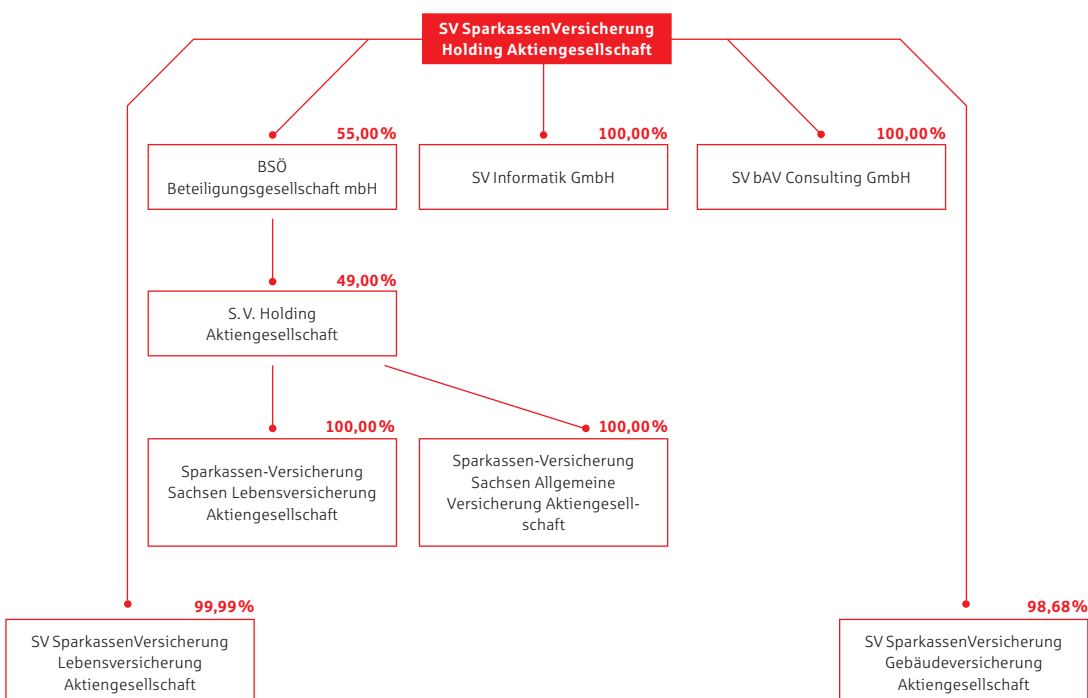 SV SparkassenVersicherung
Holding Aktiengesellschaft
55,00%
BSÖ
Beteiligungsgesellschaft mbH
100,00%
SV Informatik GmbH
100,00%
SV bAV Consulting GmbH
49,00%
S. V. Holding
Aktiengesellschaft
100,00%
Sparkassen-Versicherung
Sachsen Lebensversicherung
Aktiengesellschaft
100,00%
Sparkassen-Versicherung
Sachsen Allgemeine
Versicherung Aktiengesell-
schaft
99,99%
SV SparkassenVersicherung
Lebensversicherung
Aktiengesellschaft
98,68%
SV SparkassenVersicherung
Gebäudeversicherung
Aktiengesellschaft